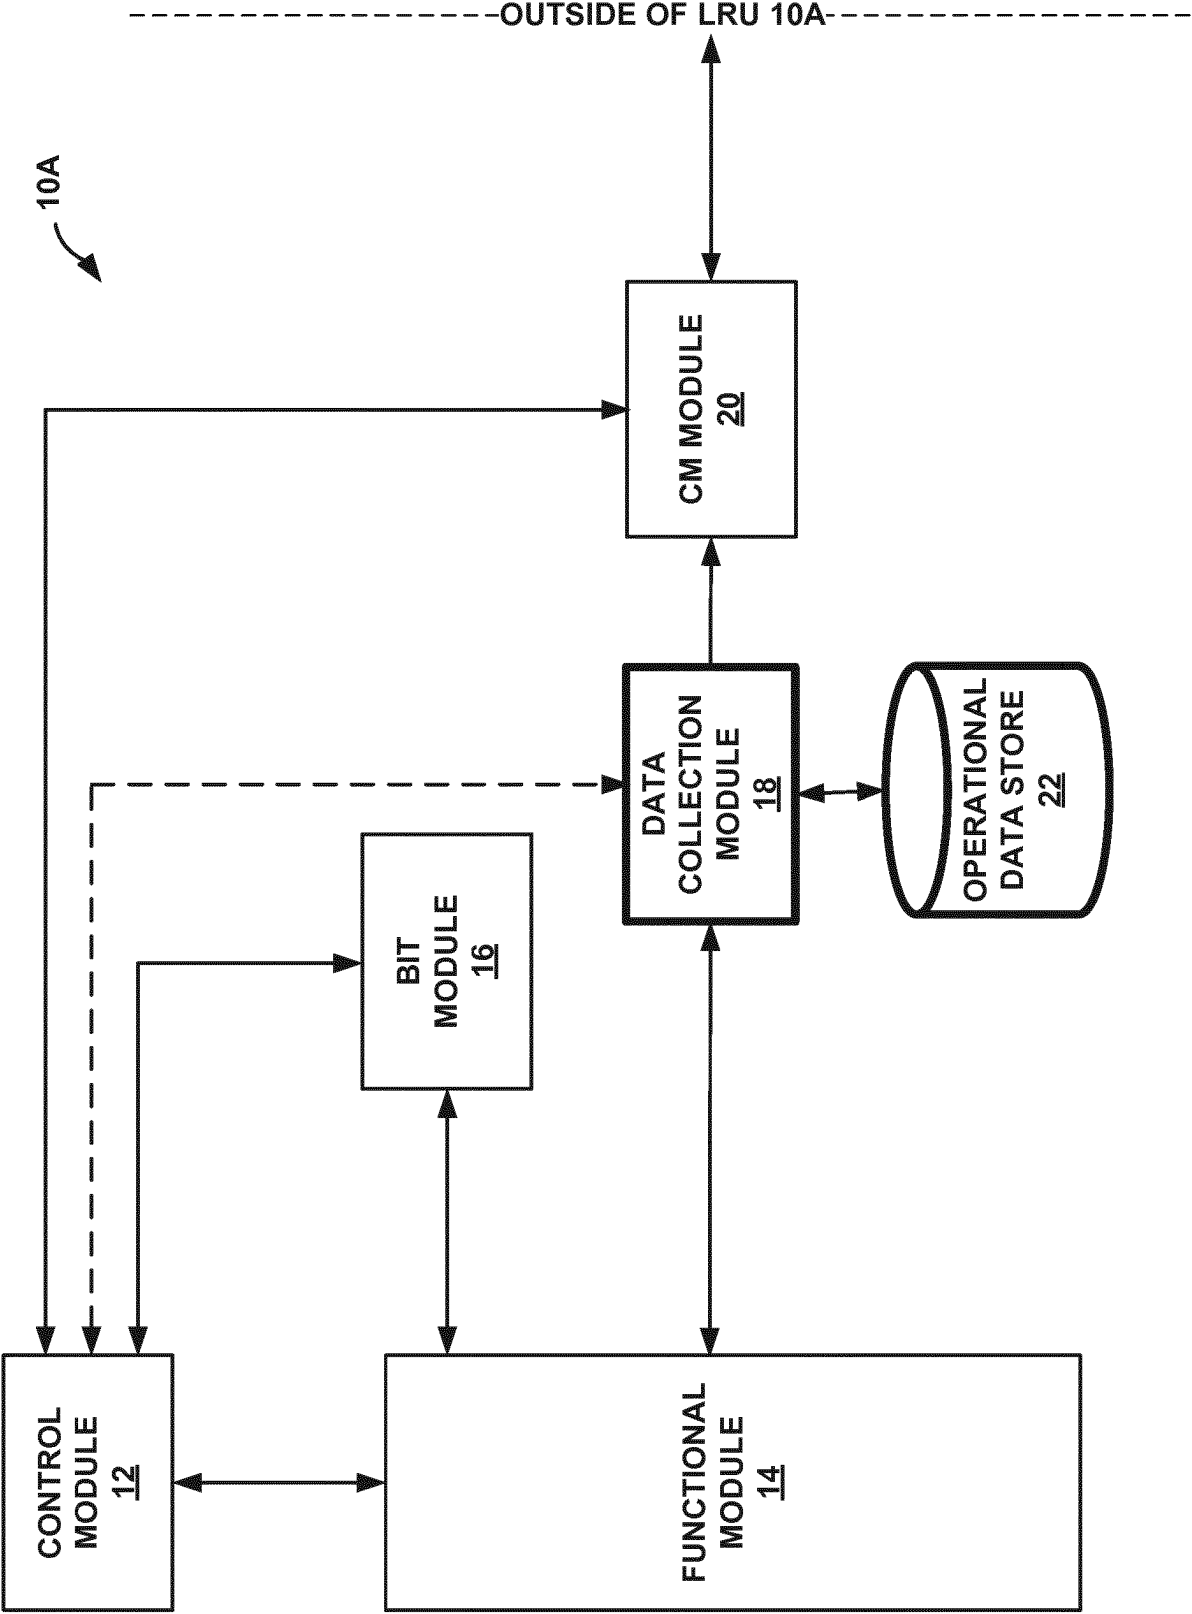 OUTSIDE OF LRU 10A
10A
CM MODULE
20
DATA
COLLECTION
MODULE
18
OPERATIONAL
DATA STORE
22
BIT
MODULE
16
CONTROL
MODULE
12
FUNCTIONAL
MODULE
14